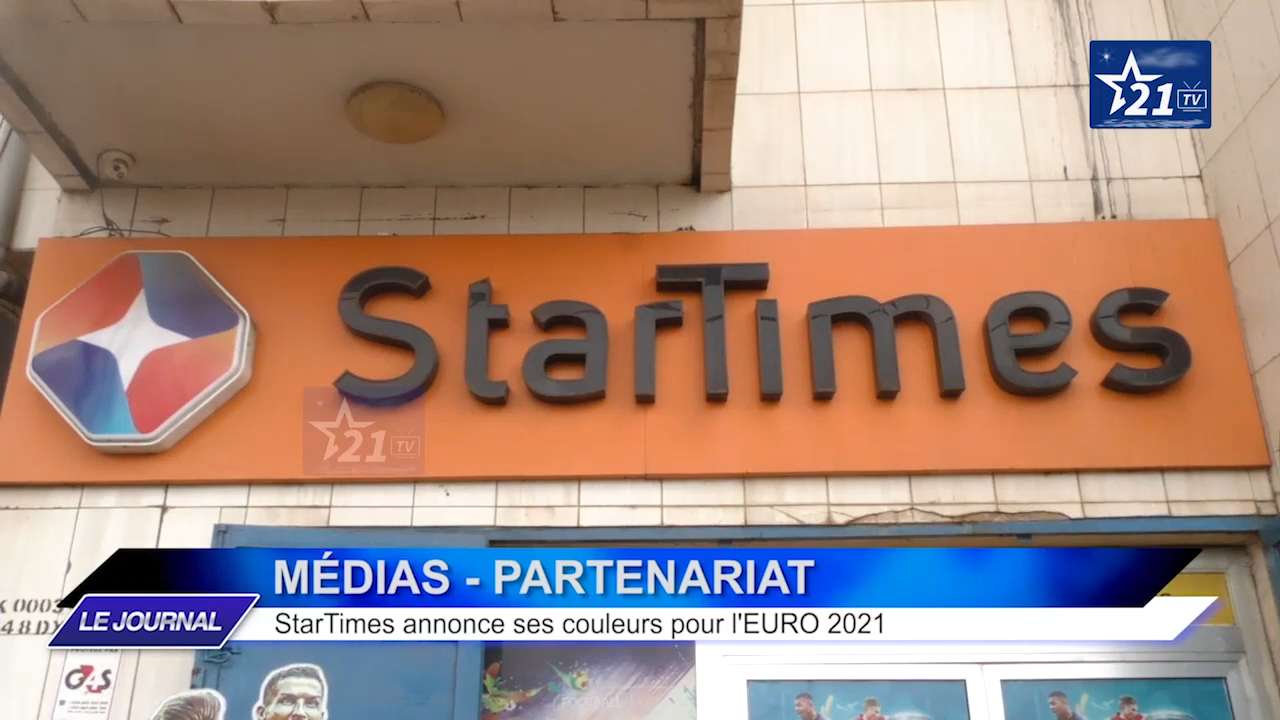 21 TV
StarTimes
21 TV
MÉDIAS - PARTENARIAT
LE JOURNAL
StarTimes annonce ses couleurs pour l'EURO 2021
G4S